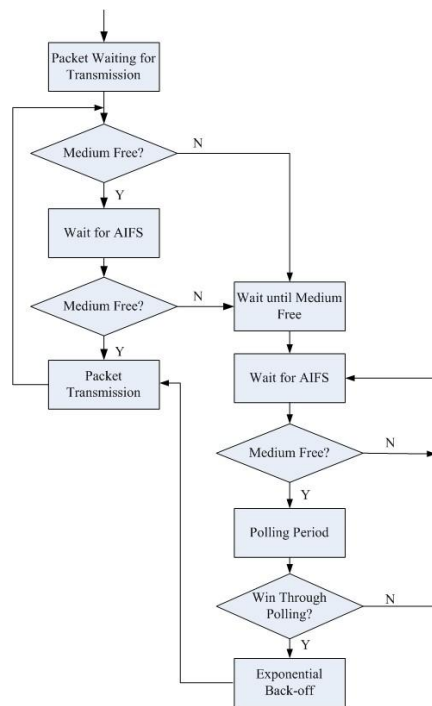 Packet Waiting for
Transmission
Medium Free?
N
Y
Wait for AIFS
Medium Free?
N
Wait until Medium
Free
Y
Packet
Transmission
Wait for AIFS
Medium Free?
N
Y
Polling Period
Win Through
Polling?
N
Y
Exponential
Back-off